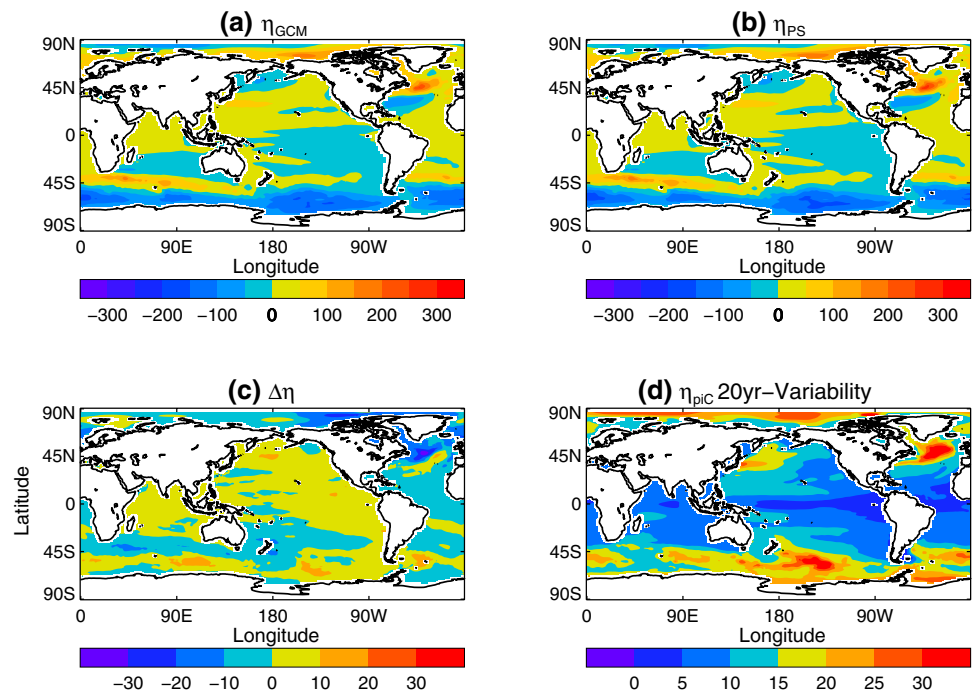 (a) ηGCM
(b) ηPS
90N
45N
0
45S
90S
90N
45N
0
45S
90S
0 90E 180 90W
0 90E 180 90W
Longitude
Longitude
−300 −200 −100 0 100 200 300
−300 −200 −100 0 100 200 300
(c) Δη
(d) ηpiC 20yr−Variability
Latitude
90N
45N
0
45S
90S
90N
45N
0
45S
90S
0 90E 180 90W
0 90E 180 90W
Longitude
Longitude
−30 −20 −10 0 10 20 30
0 5 10 15 20 25 30